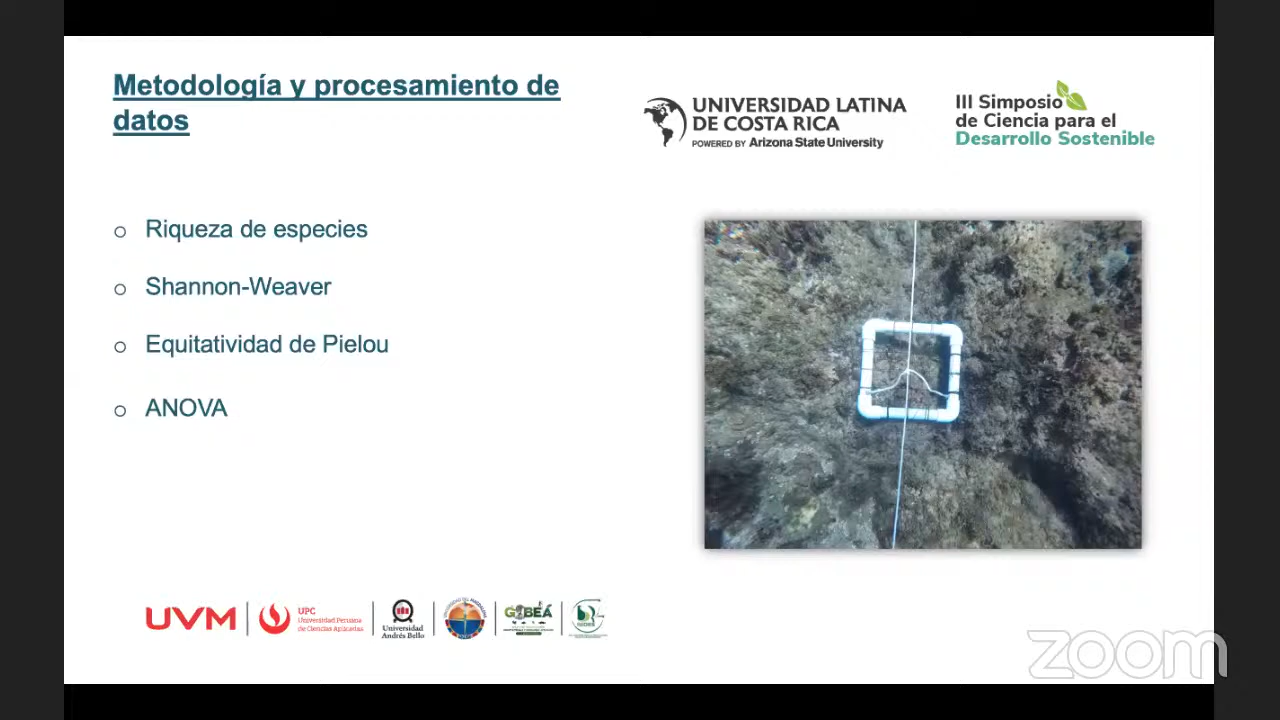 Metodología y procesamiento de
datos
UNIVERSIDAD LATINA
DE COSTA RICA
POWERED BY Arizona State University
III Simposio
de Ciencia para el
Desarrollo Sostenible
Riqueza de especies
Shannon-Weaver
Equitatividad de Pielou
ANOVA
UVM
UPC
Universidad Peruana
de Ciencias Aplicadas
Universidad
Andrés Bello
zoom